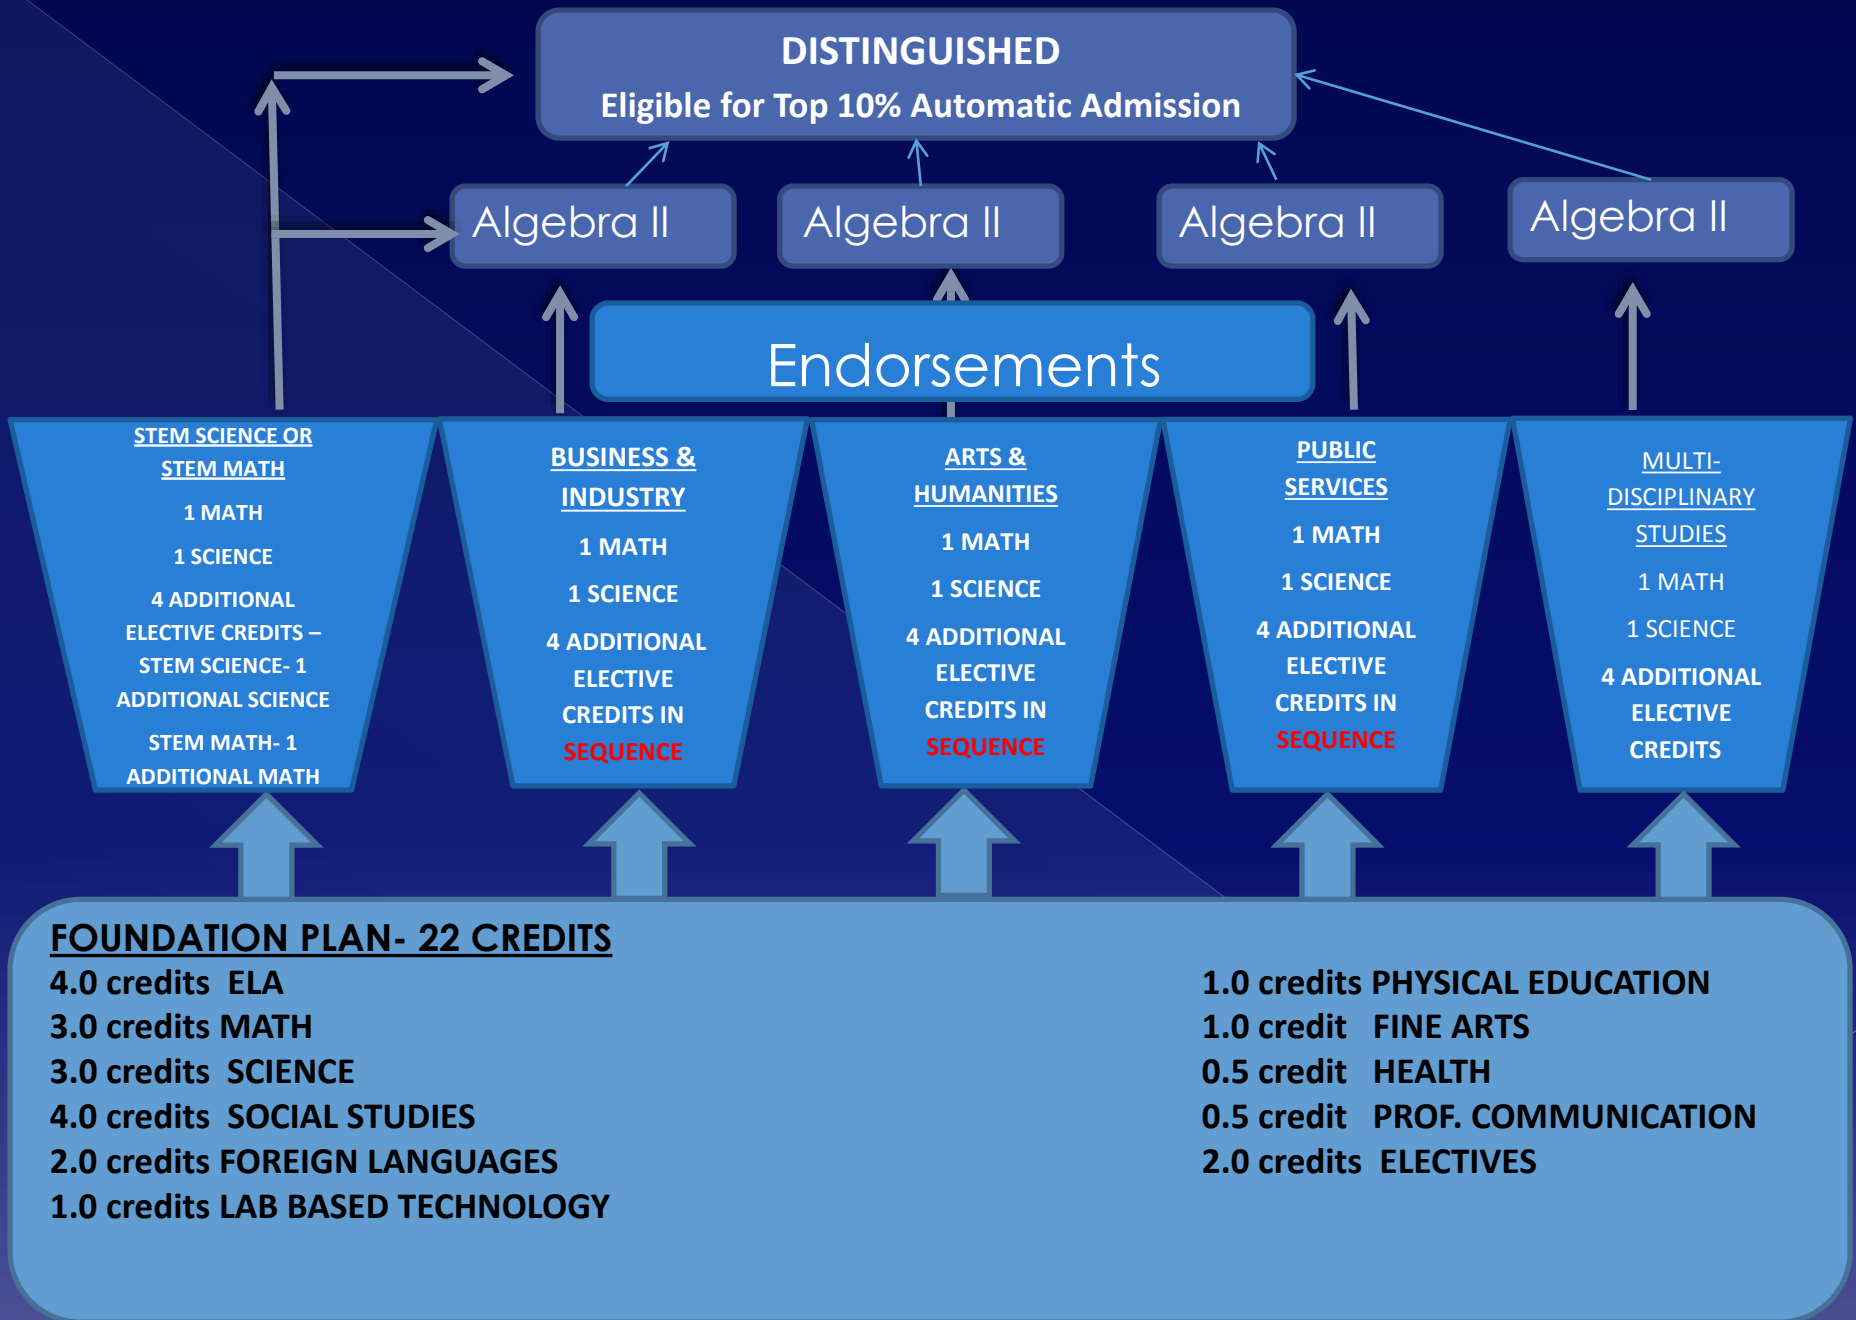 DISTINGUISHED
Eligible for Top 10% Automatic Admission
Algebra II
Algebra II
Algebra II
Algebra II
Endorsements
STEM SCIENCE OR
STEM MATH
1 MATH
1 SCIENCE
4 ADDITIONAL
ELECTIVE CREDITS –
STEM SCIENCE- 1
ADDITIONAL SCIENCE
STEM MATH- 1
ADDITIONAL MATH
BUSINESS &
INDUSTRY
1 MATH
1 SCIENCE
4 ADDITIONAL
ELECTIVE
CREDITS IN
SEQUENCE
ARTS &
HUMANITIES
1 MATH
1 SCIENCE
4 ADDITIONAL
ELECTIVE
CREDITS IN
SEQUENCE
PUBLIC
SERVICES
1 MATH
1 SCIENCE
4 ADDITIONAL
ELECTIVE
CREDITS IN
SEQUENCE
MULTI-
DISCIPLINARY
STUDIES
1 MATH
1 SCIENCE
4 ADDITIONAL
ELECTIVE
CREDITS
FOUNDATION PLAN- 22 CREDITS
4.0 credits ELA
3.0 credits MATH
3.0 credits SCIENCE
4.0 credits SOCIAL STUDIES
2.0 credits FOREIGN LANGUAGES
1.0 credits LAB BASED TECHNOLOGY
1.0 credits PHYSICAL EDUCATION
1.0 credit FINE ARTS
0.5 credit HEALTH
0.5 credit PROF. COMMUNICATION
2.0 credits ELECTIVES